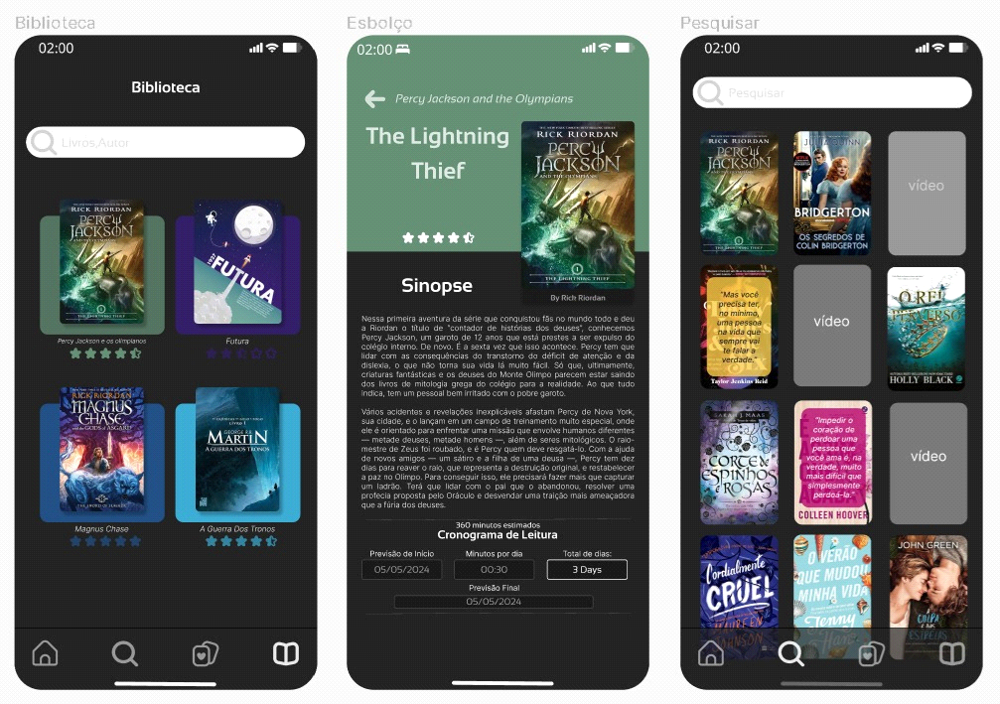 Biblioteca
02:00
Biblioteca
Livros,Autor
RICK RIORDAN
PERCY
JACKSON
AND THE OLYMPIANS
THE LIGHTNING THIEF
FUTURA
Percy Jackson e os olimpianos
Futura
RICK RIORDAN
MAGNUS
CHASE
AND THE GODS OF ASGARD
THE SWORD OF SUMMER
GEORGE R.R.
MARTIN
A GUERRA DOS TRONOS
Magnus Chase
A Guerra Dos Tronos
Esbolço
02:00
Percy Jackson and the Olympians
The Lightning
Thief
RICK RIORDAN
PERCY
JACKSON
AND THE OLYMPIANS
THE LIGHTNING THIEF
By Rich Riordan
Sinopse
Nessa primeira aventura da série que conquistou fãs no mundo todo e deu
a Riordan o título de "contador de histórias dos deuses", conhecemos
Percy Jackson, um garoto de 12 anos que está prestes a ser expulso do
colégio interno. De novo. É a sexta vez que isso acontece. Percy tem que
lidar com as consequências do transtorno do déficit de atenção e da
dislexia, o que não torna sua vida lá muito fácil. Só que, ultimamente,
criaturas fantásticas e os deuses do Monte Olimpo parecem estar saindo
dos livros de mitologia grega do colégio para a realidade. Ao que tudo
indica, tem um pessoal bem irritado com o pobre garoto.
Vários acidentes e revelações inexplicáveis afastam Percy de Nova York,
sua cidade, e o lançam em um campo de treinamento muito especial, onde
ele é orientado para enfrentar uma missão que envolve humanos diferentes
— metade deuses, metade homens —, além de seres mitológicos. O raio-
mestre de Zeus foi roubado, e é Percy quem deve resgatá-lo. Com a ajuda
de novos amigos — um sátiro e a filha de uma deusa —, Percy tem dez
dias para reaver o raio, que representa a destruição original, e restabelecer
a paz no Olimpo. Para conseguir isso, ele precisará fazer mais que capturar
um ladrão. Terá que lidar com o pai que o abandonou, resolver uma
profecia proposta pelo Oráculo e desvendar uma traição mais ameaçadora
que a fúria dos deuses.
360 minutos estimados
Cronograma de Leitura
Previsão de Início
Minutos por dia
Total de dias:
05/05/2024
00:30
3 Days
Previsão Final
05/05/2024
Pesquisar
02:00
Pesquisar
RICK RIORDAN
PERCY
JACKSON
AND THE OLYMPIANS
THE LIGHTNING THIEF
JULIA QUINN
BRIDGERTON
OS SEGREDOS DE
COLIN BRIDGERTON
vídeo
"Mas você
precisa ter,
no mínimo,
uma pessoa
na vida que
sempre vai
te falar a
verdade."
Taylor Jenkins Reid
vídeo
O REI
PERVERSO
HOLLY BLACK
SARAH J. MAAS
CORTE DE
ESPINHOS
E ROSAS
"Impedir o
coração de
perdoar uma
pessoa que
você ama é, na
verdade, muito
mais difícil que
simplesmente
perdoá-la."
COLLEEN HOOVER
vídeo
Cordialmente
CRUEL
MAUREEN
JOHNSON
O VERÃO
QUE MUDOU
MINHA VIDA
Jenny
Han
JOHN GREEN
A CULPA
É DAS
ESTRELAS